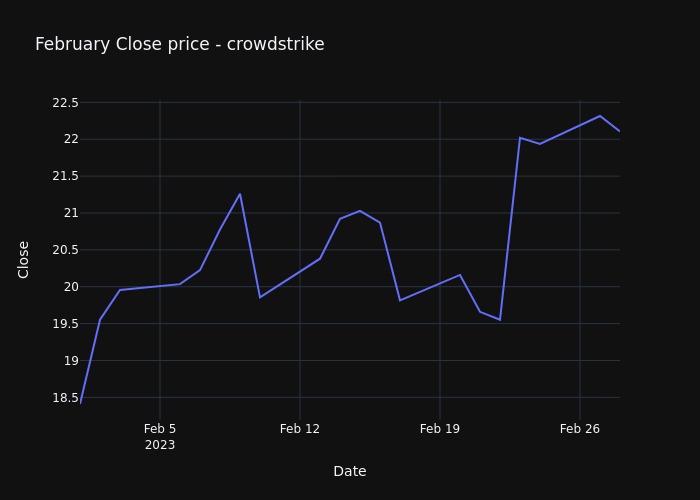 February Close price - crowdstrike
22.5
22
21.5
21
20.5
20
19.5
19
18.5
Close
Feb 5
2023
Feb 12
Feb 19
Feb 26
Date